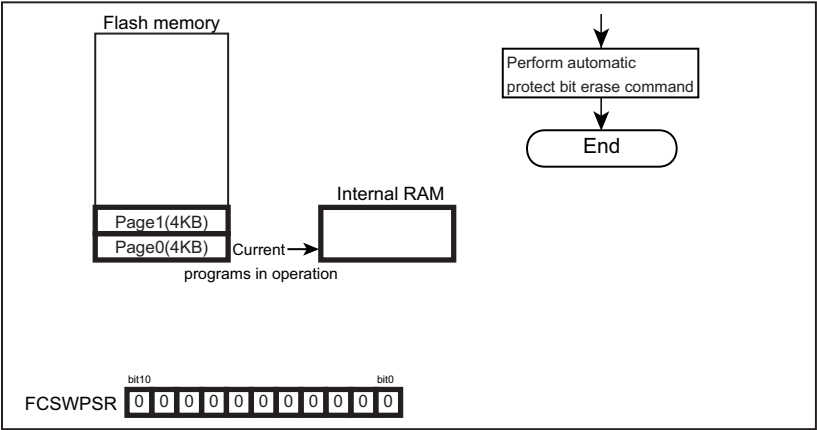 Flash memory
Perform automatic
protect bit erase command
End
Internal RAM
Page1(4KB)
Page0(4KB)
Current
programs in operation
bit10 bit0
FCSWPSR 0 0 0 0 0 0 0 0 0 0 0